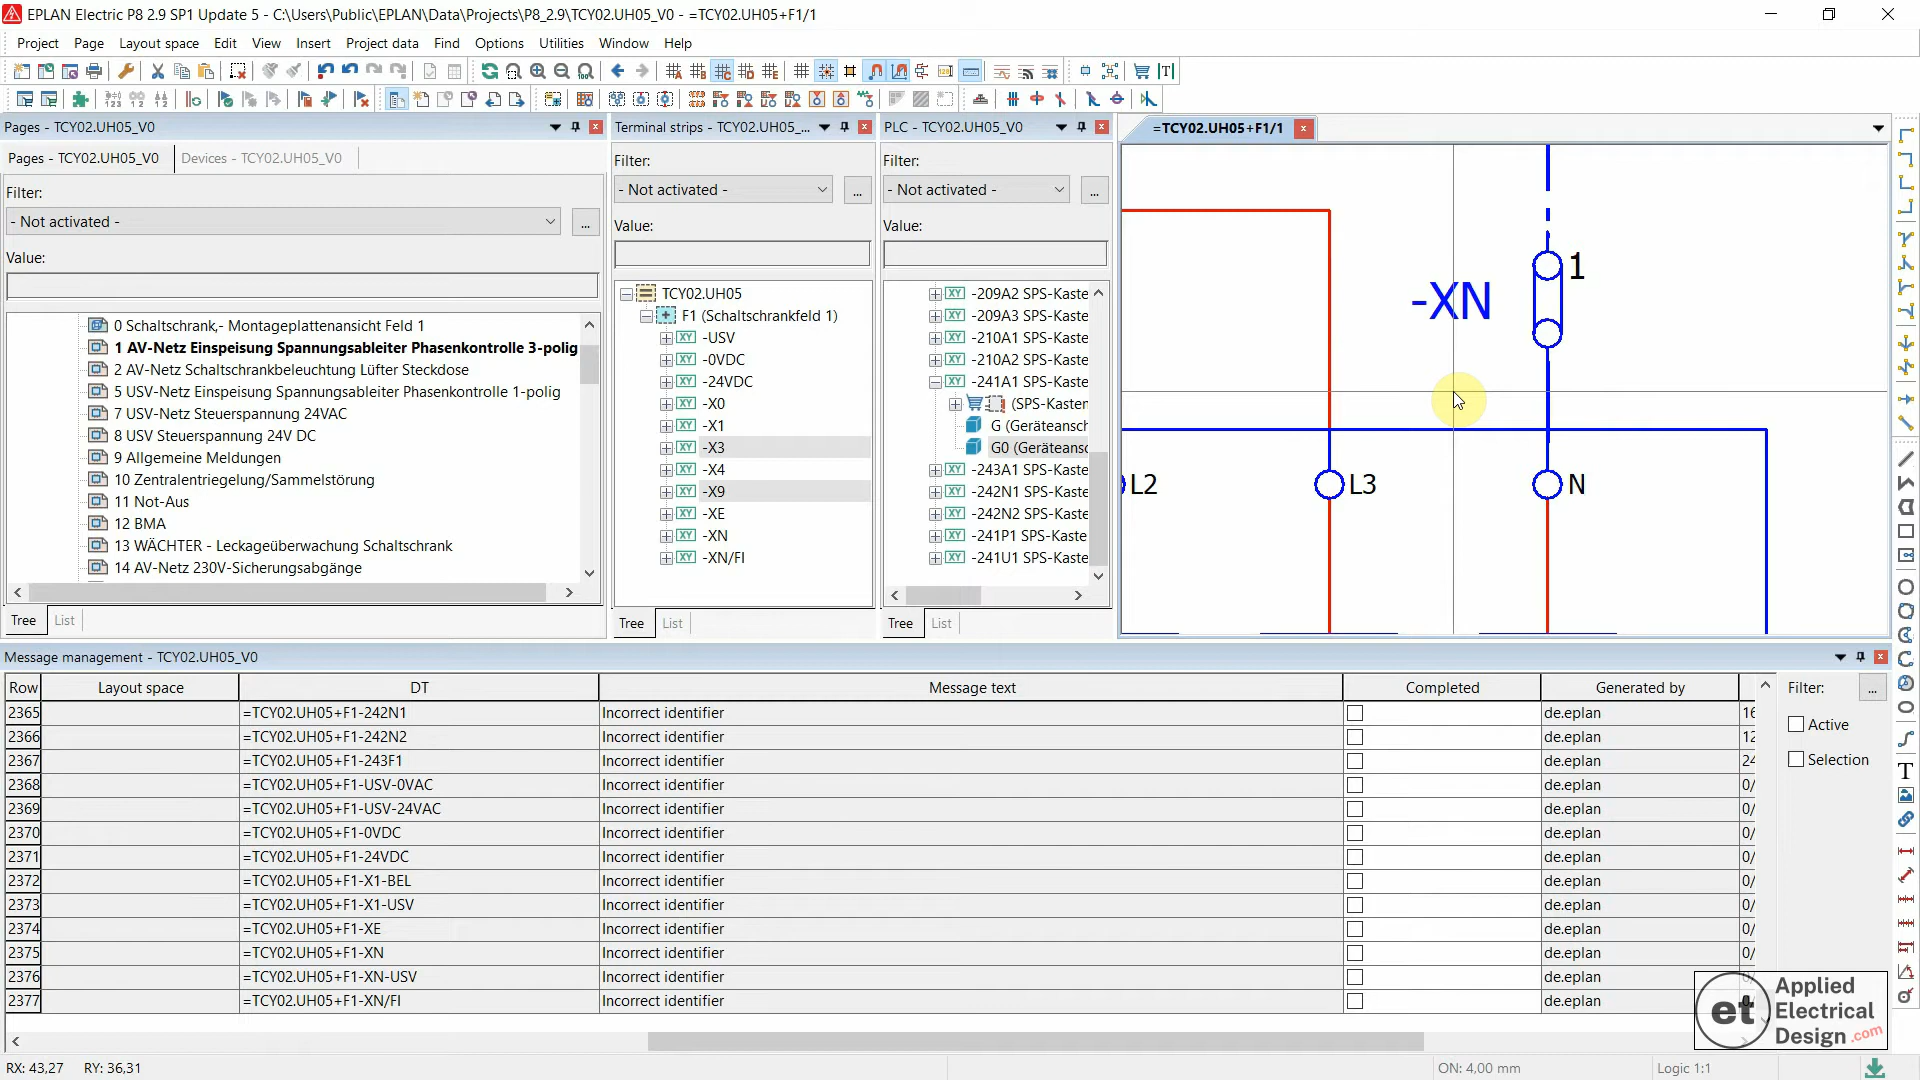 EPLAN Electric P8 2.9 SP1 Update 5 - C:\Users\Public\EPLAN\Data\Projects\P8_2.9\TCY02.UH05_V0 - =TCY02.UH05+F1/1
Project Page Layout space Edit View Insert Project data Find Options Utilities Window Help
Pages - TCY02.UH05_V0
Pages - TCY02.UH05_V0 Devices - TCY02.UH05_V0
Filter:
- Not activated -
...
Value:
0 Schaltschrank,- Montageplattenansicht Feld 1
1 AV-Netz Einspeisung Spannungsableiter Phasenkontrolle 3-polig
2 AV-Netz Schaltschrankbeleuchtung Lüfter Steckdose
5 USV-Netz Einspeisung Spannungsableiter Phasenkontrolle 1-polig
7 USV-Netz Steuerspannung 24VAC
8 USV Steuerspannung 24V DC
9 Allgemeine Meldungen
10 Zentralentriegelung/Sammelstörung
11 Not-Aus
12 BMA
13 WÄCHTER - Leckageüberwachung Schaltschrank
14 AV-Netz 230V-Sicherungsabgänge
Tree List
Terminal strips - TCY02.UH05_...
Filter:
- Not activated -
...
Value:
TCY02.UH05
F1 (Schaltschrankfeld 1)
-USV
-0VDC
-24VDC
-X0
-X1
-X3
-X4
-X9
-XE
-XN
-XN/FI
Tree List
PLC - TCY02.UH05_V0
Filter:
- Not activated -
...
Value:
-209A2 SPS-Kaste
-209A3 SPS-Kaste
-210A1 SPS-Kaste
-210A2 SPS-Kaste
-241A1 SPS-Kaste
(SPS-Kasten
G (Geräteansch
G0 (Geräteansc
-243A1 SPS-Kaste
-242N1 SPS-Kaste
-242N2 SPS-Kaste
-241P1 SPS-Kaste
-241U1 SPS-Kaste
Tree List
=TCY02.UH05+F1/1
1
-XN
L2 L3 N
Message management - TCY02.UH05_V0
Row Layout space DT Message text Completed Generated by
2365 =TCY02.UH05+F1-242N1 Incorrect identifier de.eplan 16
2366 =TCY02.UH05+F1-242N2 Incorrect identifier de.eplan 12
2367 =TCY02.UH05+F1-243F1 Incorrect identifier de.eplan 24
2368 =TCY02.UH05+F1-USV-0VAC Incorrect identifier de.eplan 0/
2369 =TCY02.UH05+F1-USV-24VAC Incorrect identifier de.eplan 0/
2370 =TCY02.UH05+F1-0VDC Incorrect identifier de.eplan 0/
2371 =TCY02.UH05+F1-24VDC Incorrect identifier de.eplan 0/
2372 =TCY02.UH05+F1-X1-BEL Incorrect identifier de.eplan 0/
2373 =TCY02.UH05+F1-X1-USV Incorrect identifier de.eplan 0/
2374 =TCY02.UH05+F1-XE Incorrect identifier de.eplan 0/
2375 =TCY02.UH05+F1-XN Incorrect identifier de.eplan 0/
2376 =TCY02.UH05+F1-XN-USV Incorrect identifier de.eplan
2377 =TCY02.UH05+F1-XN/FI Incorrect identifier de.eplan
Filter:
...
Active
Selection
et Applied
Electrical
Design.com
RX: 43,27 RY: 36,31 ON: 4,00 mm Logic 1:1